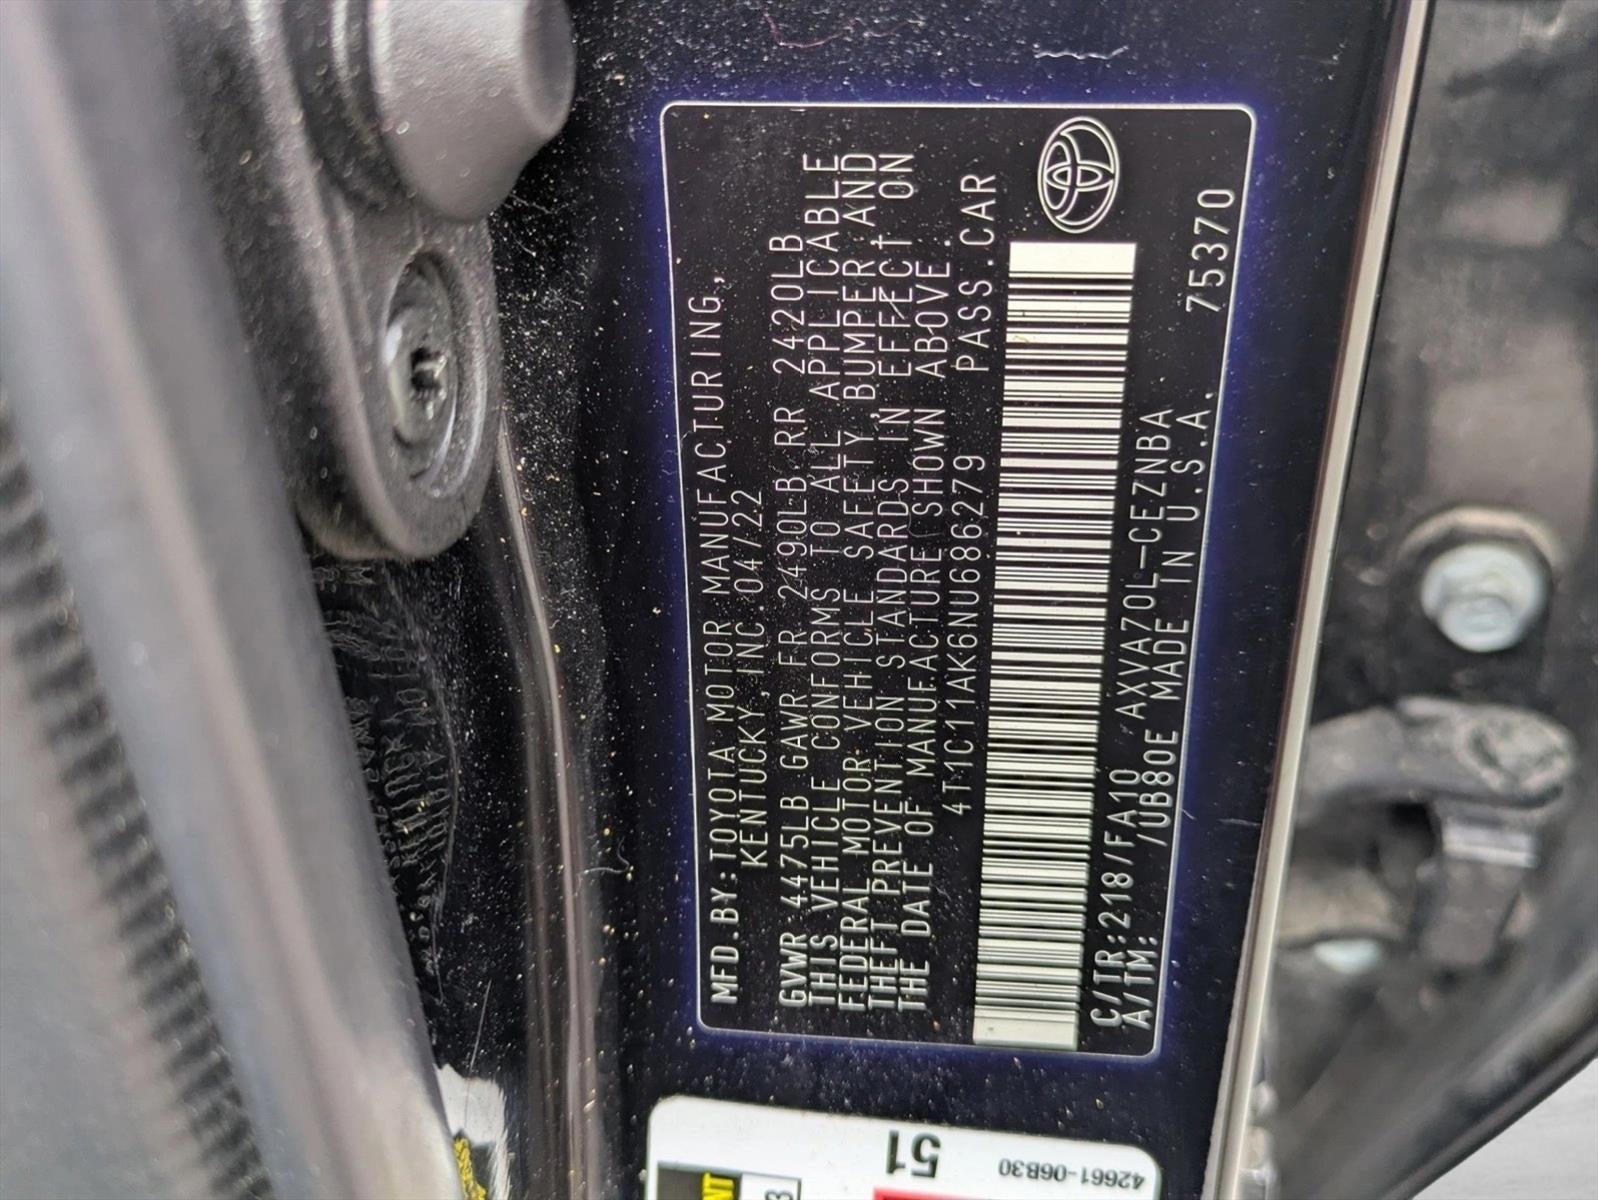 MFD.BY:TOYOTA MOTOR MANUFACTURING,
KENTUCKY,INC.04/22
GVWR 4475LB GAWR FR 2490LB RR 2420LB
THIS VEHICLE CONFORMS TO ALL APPLICABLE
FEDERAL MOTOR VEHICLE SAFETY,BUMPER,AND
THEFT PREVENTION STANDARDS IN EFFECT ON
THE DATE OF MANUFACTURE SHOWN ABOVE.
4T1C11AK6NU686279 PASS.CAR
C/TR:218/FA10 AXVA70L-CEZNBA
A/TM: /UB80E MADE IN U.S.A. 75370
51
42661-06B30